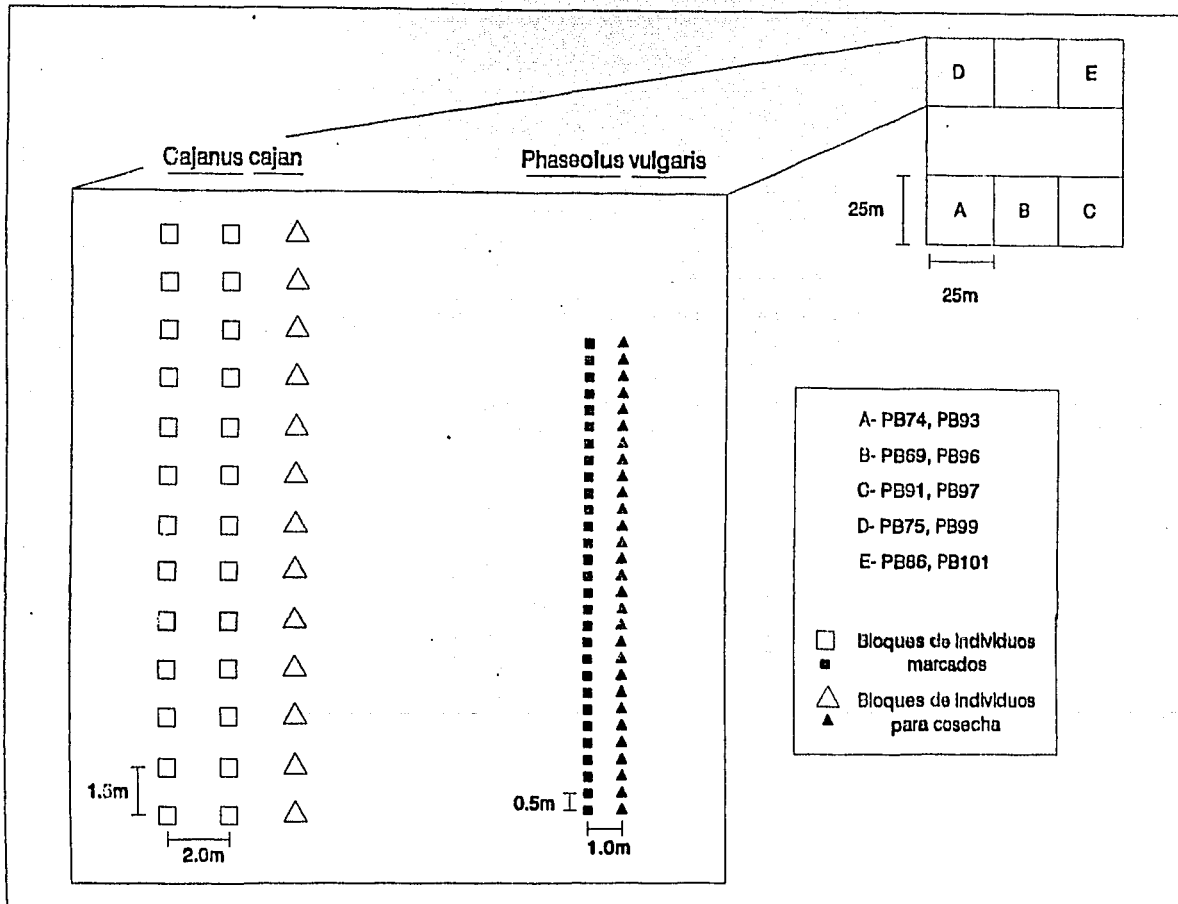 D E
Cajanus cajan Phaseolus vulgaris
25m
A B C
25m
A- PB74, PB93
B- PB69, PB96
C- PB91, PB97
D- PB75, PB99
E- PB86, PB101
Bloques de individuos
marcados
Bloques de individuos
para cosecha
1.5m
0.5m
2.0m
1.0m